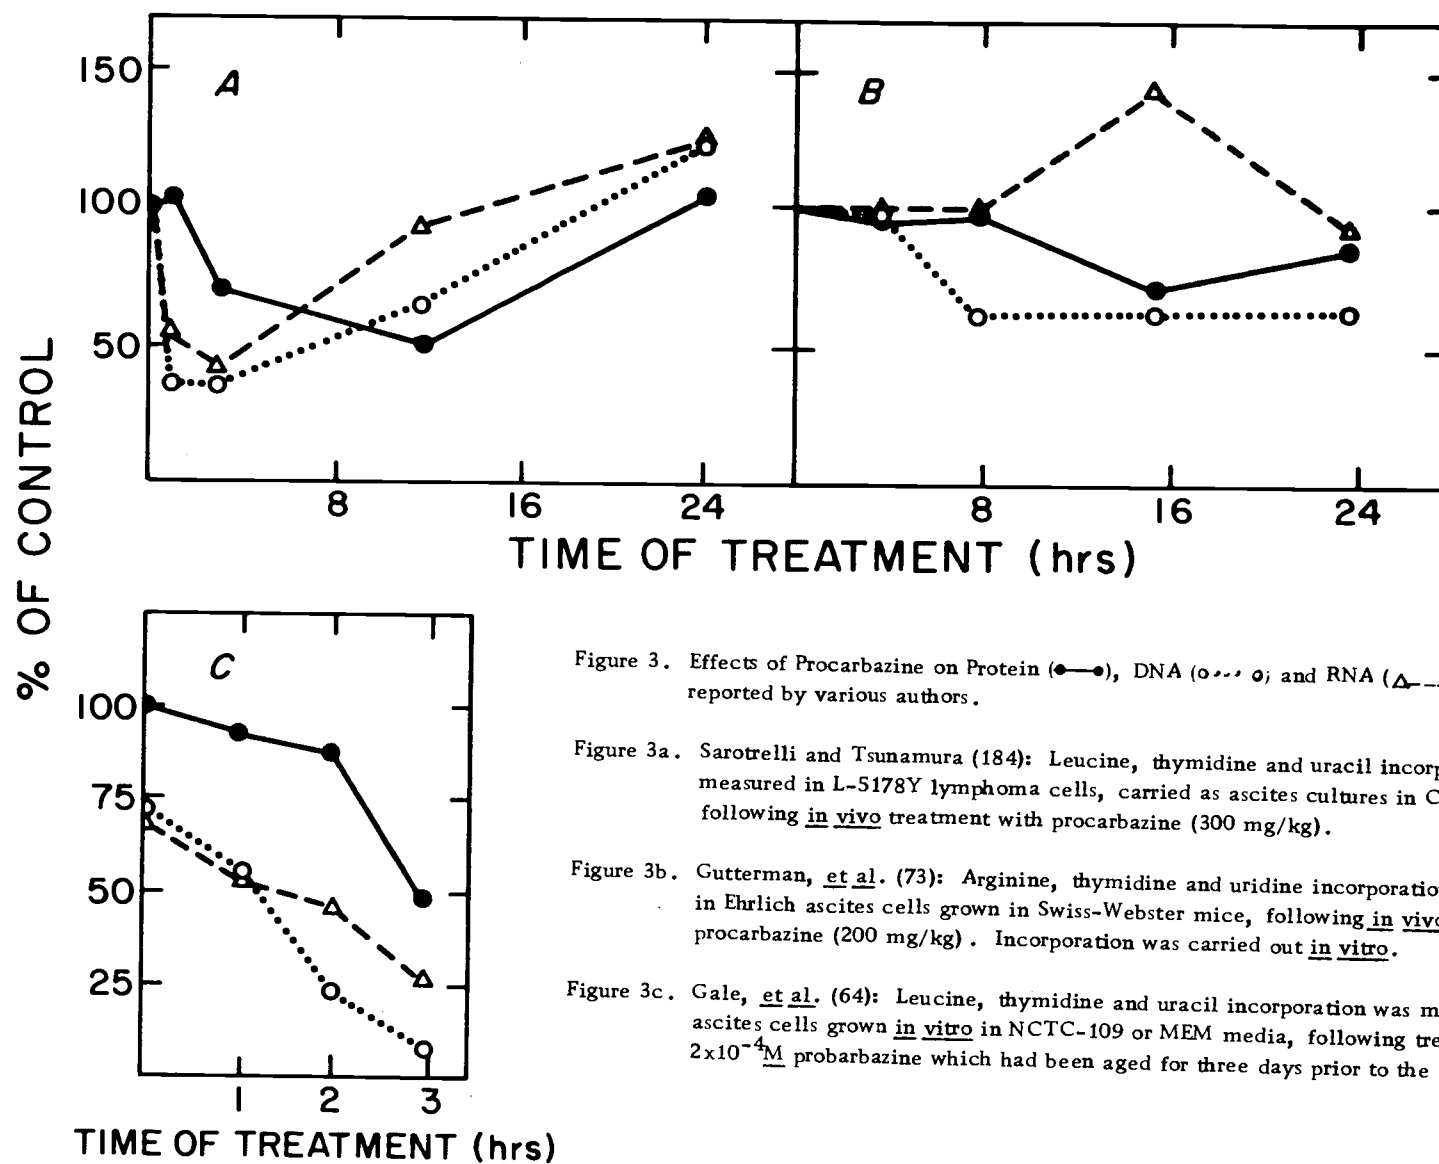 150
100
50
A
B
8
16
24
8
16
24
% OF CONTROL
TIME OF TREATMENT (hrs)
100
75
50
25
C
1
2
3
TIME OF TREATMENT (hrs)
Figure 3. Effects of Procarbazine on Protein (●—●), DNA (o···· o; and RNA (△--
reported by various authors.
Figure 3a. Sarotrelli and Tsunamura (184): Leucine, thymidine and uracil incorp
measured in L-5178Y lymphoma cells, carried as ascites cultures in C
following in vivo treatment with procarbazine (300 mg/kg).
Figure 3b. Gutterman, et al. (73): Arginine, thymidine and uridine incorporatio
in Ehrlich ascites cells grown in Swiss-Webster mice, following in vivo
procarbazine (200 mg/kg). Incorporation was carried out in vitro.
Figure 3c. Gale, et al. (64): Leucine, thymidine and uracil incorporation was m
ascites cells grown in vitro in NCTC-109 or MEM media, following tre
2x10⁻⁴M probarbazine which had been aged for three days prior to the